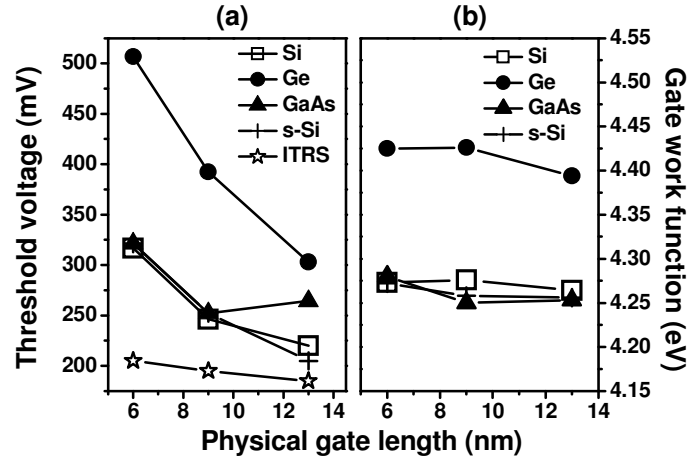 (a)
(b)
Threshold voltage (mV)
500
450
400
350
300
250
200
Si
Ge
GaAs
s-Si
ITRS
6 8 10 12 14
Si
Ge
GaAs
s-Si
6 8 10 12 14
4.55
4.50
4.45
4.40
4.35
4.30
4.25
4.20
4.15
Gate work function (eV)
Physical gate length (nm)